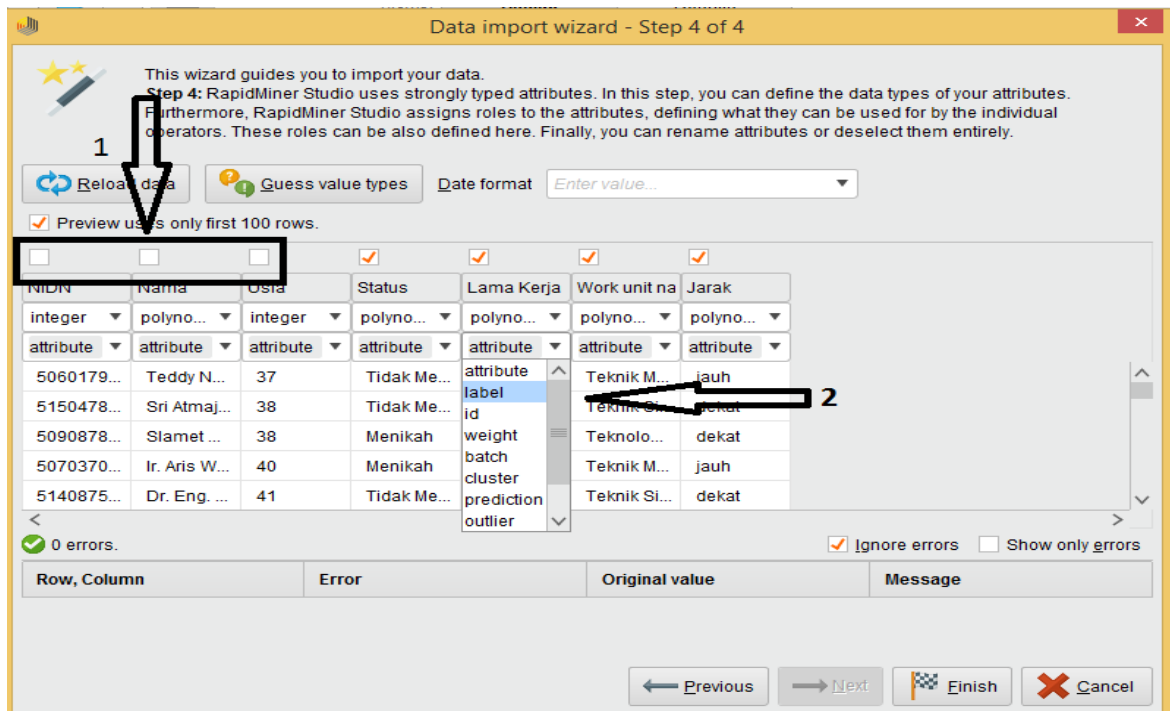 Data import wizard - Step 4 of 4
This wizard guides you to import your data.
Step 4: RapidMiner Studio uses strongly typed attributes. In this step, you can define the data types of your attributes.
Furthermore, RapidMiner Studio assigns roles to the attributes, defining what they can be used for by the individual
operators. These roles can be also defined here. Finally, you can rename attributes or deselect them entirely.
1
Reload data Guess value types Date format Enter value...
Preview uses only first 100 rows.
NIDN Nama Usia Status Lama Kerja Work unit na Jarak
integer polyno... integer polyno... polyno... polyno... polyno...
attribute attribute attribute attribute attribute attribute attribute
5060179... Teddy N... 37 Tidak Me... attribute Teknik M... jauh
5150478... Sri Atmaj... 38 Tidak Me... label Teknik Si... dekat 2
id
5090878... Slamet ... 38 Menikah weight Teknolo... dekat
batch
5070370... Ir. Aris W... 40 Menikah cluster Teknik M... jauh
5140875... Dr. Eng. ... 41 Tidak Me... prediction Teknik Si... dekat
outlier
0 errors. Ignore errors Show only errors
Row, Column Error Original value Message
Previous Next Finish Cancel